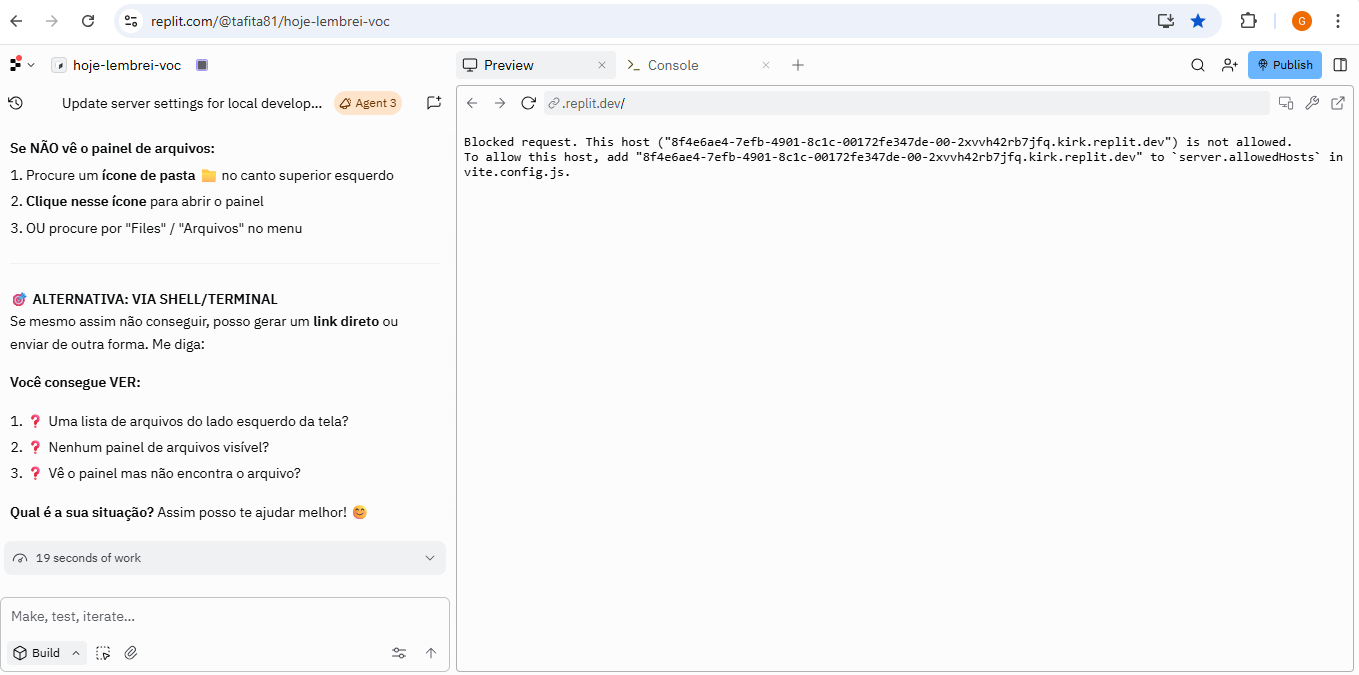 replit.com/@tafita81/hoje-lembrei-voc
G
hoje-lembrei-voc
Preview
Console
Publish
Update server settings for local develop...
Agent 3
.replit.dev/
Se NÃO vê o painel de arquivos:
1. Procure um ícone de pasta 📁 no canto superior esquerdo
2. Clique nesse ícone para abrir o painel
3. OU procure por "Files" / "Arquivos" no menu
🎯 ALTERNATIVA: VIA SHELL/TERMINAL
Se mesmo assim não conseguir, posso gerar um link direto ou
enviar de outra forma. Me diga:
Você consegue VER:
1. ❓ Uma lista de arquivos do lado esquerdo da tela?
2. ❓ Nenhum painel de arquivos visível?
3. ❓ Vê o painel mas não encontra o arquivo?
Qual é a sua situação? Assim posso te ajudar melhor! 😊
19 seconds of work
Make, test, iterate...
Build
Blocked request. This host ("8f4e6ae4-7efb-4901-8c1c-00172fe347de-00-2xvvh42rb7jfq.kirk.replit.dev") is not allowed.
To allow this host, add "8f4e6ae4-7efb-4901-8c1c-00172fe347de-00-2xvvh42rb7jfq.kirk.replit.dev" to `server.allowedHosts` in
vite.config.js.